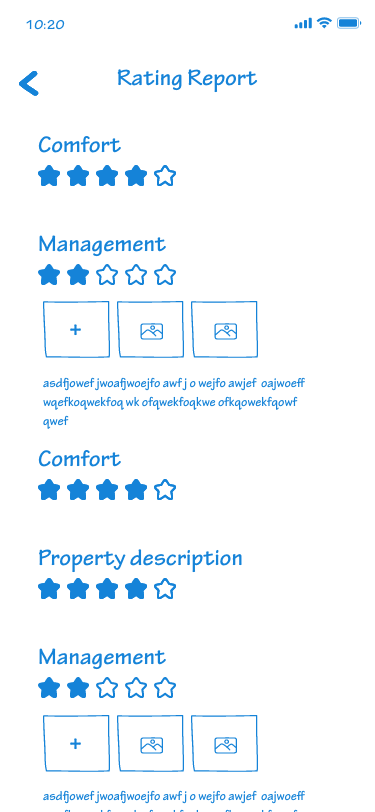 10:20
Rating Report
Comfort
Management
asdfjowef jwoafjwoejfo awf j o wejfo awjef oajwoeff
wqefkoqwekfoq wk ofqwekfoqkwe ofkqowekfqowf
qwef
Comfort
Property description
Management
asdfjowef jwoafjwoejfo awf j o wejfo awjef oajwoeff